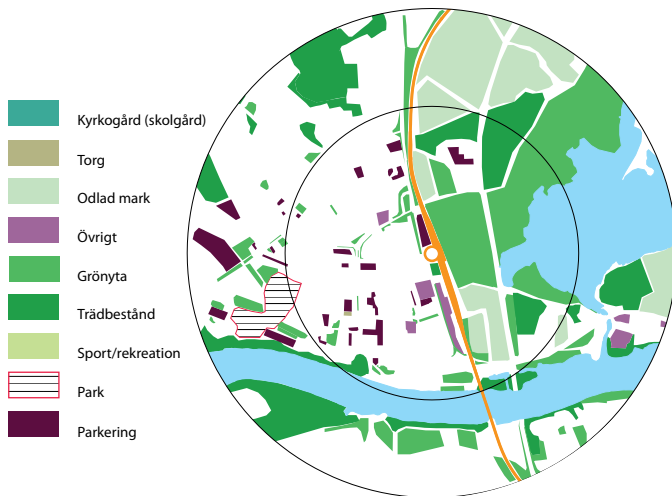 Kyrkogård (skolgård)
Torg
Odlad mark
Övrigt
Grönyta
Trädbestånd
Sport/rekreation
Park
Parkering